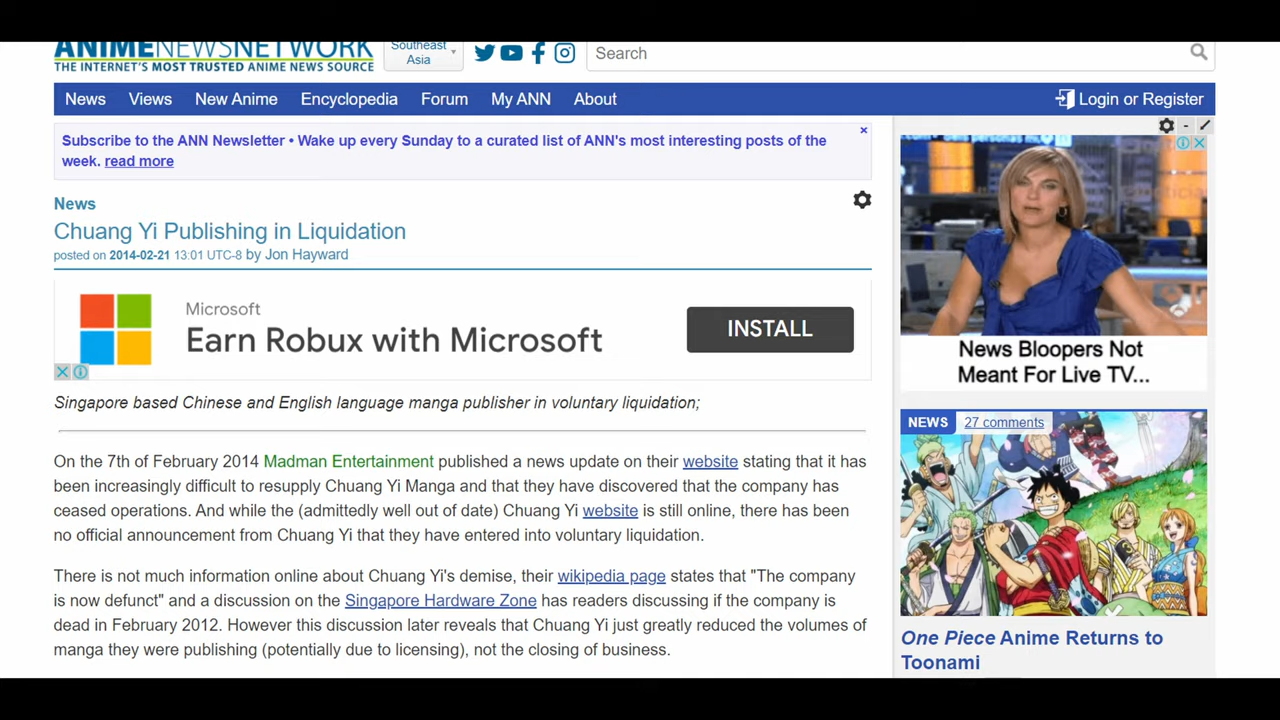 ANIMENEWSNETWORK
THE INTERNET'S MOST TRUSTED ANIME NEWS SOURCE
Southeast
Asia
Search
News Views New Anime Encyclopedia Forum My ANN About Login or Register
Subscribe to the ANN Newsletter • Wake up every Sunday to a curated list of ANN's most interesting posts of the
week. read more
News
Chuang Yi Publishing in Liquidation
posted on 2014-02-21 13:01 UTC-8 by Jon Hayward
Microsoft
Earn Robux with Microsoft
INSTALL
Singapore based Chinese and English language manga publisher in voluntary liquidation;
On the 7th of February 2014 Madman Entertainment published a news update on their website stating that it has
been increasingly difficult to resupply Chuang Yi Manga and that they have discovered that the company has
ceased operations. And while the (admittedly well out of date) Chuang Yi website is still online, there has been
no official announcement from Chuang Yi that they have entered into voluntary liquidation.
There is not much information online about Chuang Yi's demise, their wikipedia page states that "The company
is now defunct" and a discussion on the Singapore Hardware Zone has readers discussing if the company is
dead in February 2012. However this discussion later reveals that Chuang Yi just greatly reduced the volumes of
manga they were publishing (potentially due to licensing), not the closing of business.
News Bloopers Not
Meant For Live TV...
NEWS 27 comments
One Piece Anime Returns to
Toonami